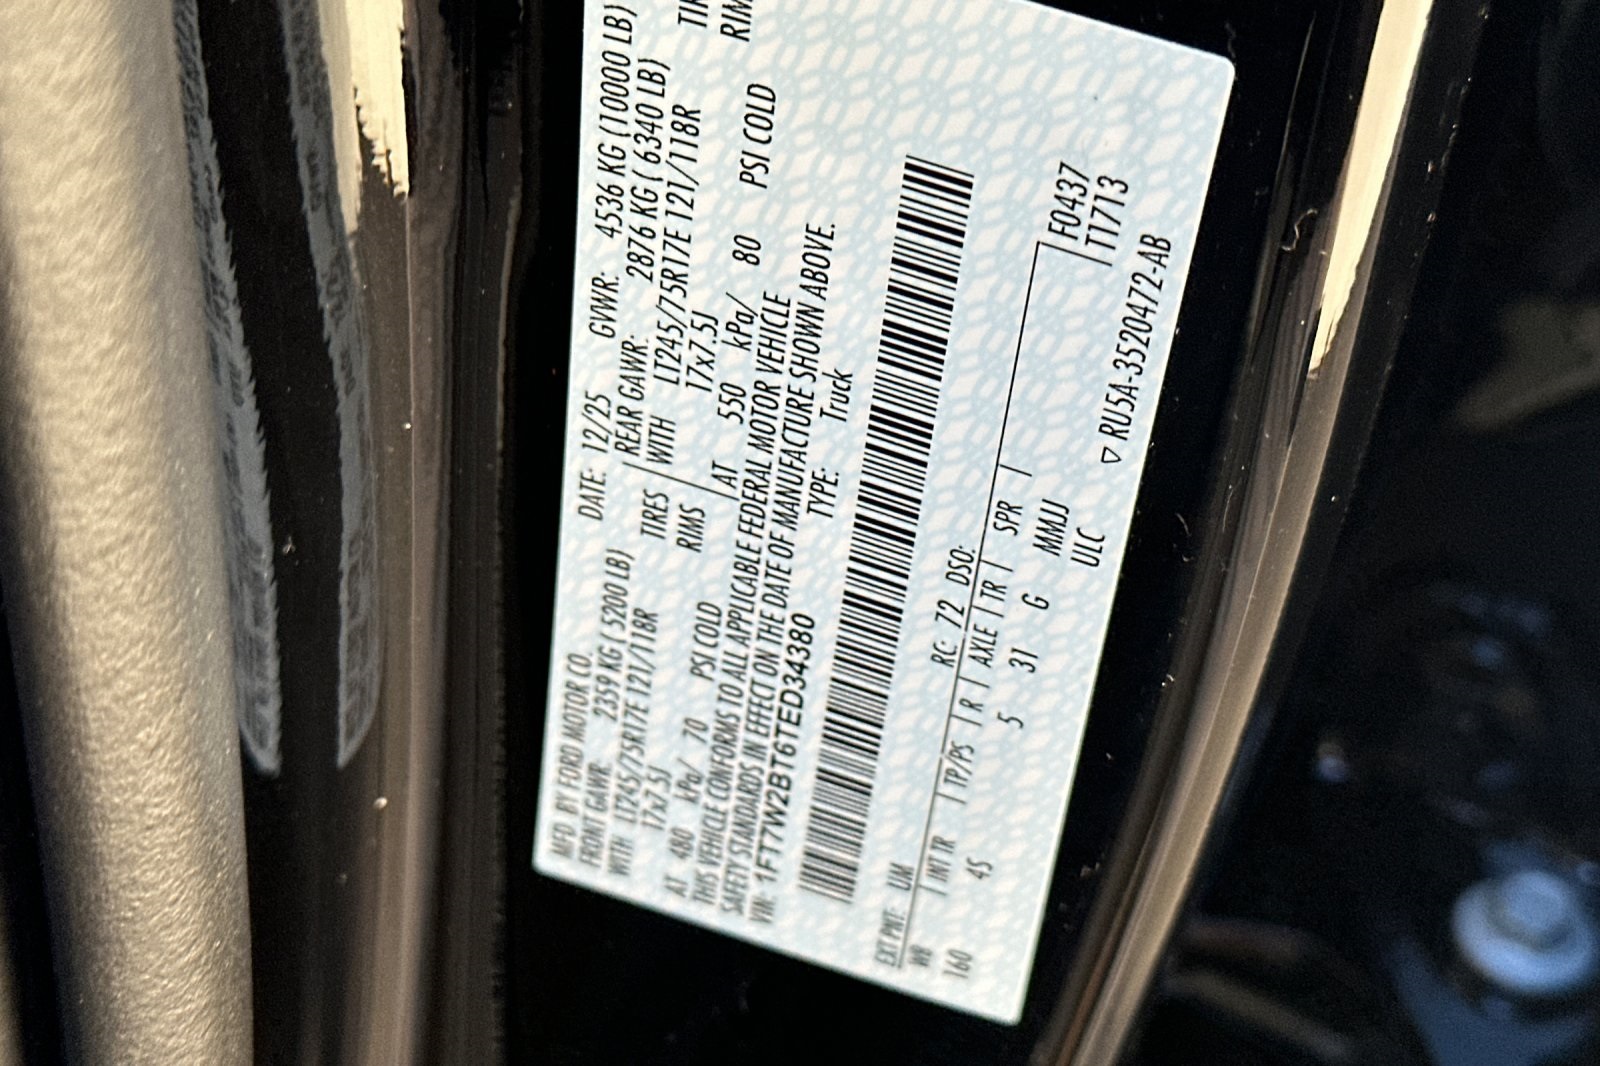 MFD. BY FORD MOTOR CO. DATE: 12/25 GVWR: 4536 KG (10000 LB)
FRONT GAWR: 2359 KG ( 5200 LB) REAR GAWR: 2876 KG ( 6340 LB)
WITH LT245/75R17E 121/118R TIRES WITH LT245/75R17E 121/118R
17x7.5J RIMS 17x7.5J RIM
AT 480 kPa/ 70 PSI COLD AT 550 kPa/ 80 PSI COLD
THIS VEHICLE CONFORMS TO ALL APPLICABLE FEDERAL MOTOR VEHICLE
SAFETY STANDARDS IN EFFECT ON THE DATE OF MANUFACTURE SHOWN ABOVE.
VIN: 1FT7W2BT6TED34380 TYPE: Truck
EXT PNT: UM RC: 72 DSO: F0437
WB INT TR TP/PS R AXLE TR SPR T1713
160 4S 5 31 G MMJJ
ULC ▽ RU5A-3520472-AB